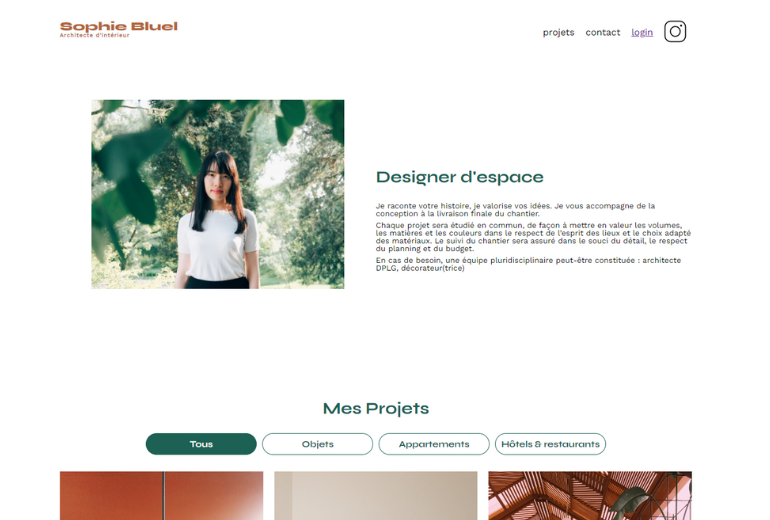 Sophie Bluel
Architecte d'intérieur
projets contact login
Designer d'espace
Je raconte votre histoire, je valorise vos idées. Je vous accompagne de la
conception à la livraison finale du chantier.
Chaque projet sera étudié en commun, de façon à mettre en valeur les volumes,
les matières et les couleurs dans le respect de l'esprit des lieux et le choix adapté
des matériaux. Le suivi du chantier sera assuré dans le souci du détail, le respect
du planning et du budget.
En cas de besoin, une équipe pluridisciplinaire peut-être constituée : architecte
DPLG, décorateur(trice)
Mes Projets
Tous Objets Appartements Hôtels & restaurants